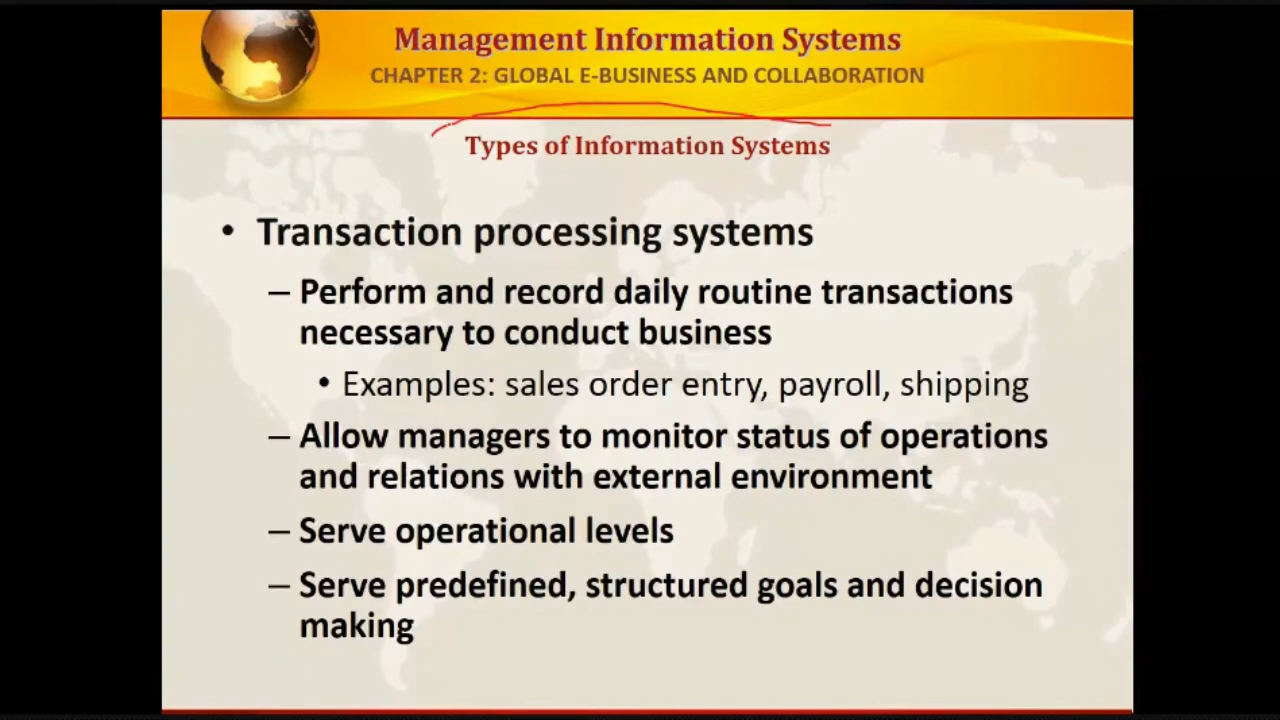 Management Information Systems
CHAPTER 2: GLOBAL E-BUSINESS AND COLLABORATION
Types of Information Systems
• Transaction processing systems
– Perform and record daily routine transactions
necessary to conduct business
• Examples: sales order entry, payroll, shipping
– Allow managers to monitor status of operations
and relations with external environment
– Serve operational levels
– Serve predefined, structured goals and decision
making